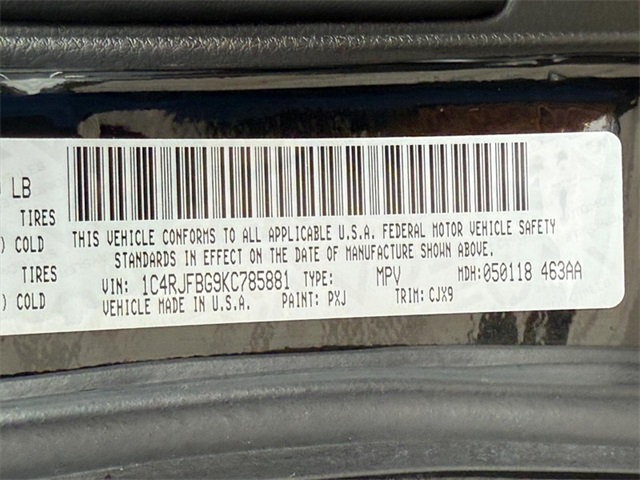 LB
TIRES
) COLD
TIRES
) COLD
THIS VEHICLE CONFORMS TO ALL APPLICABLE U.S.A. FEDERAL MOTOR VEHICLE SAFETY
STANDARDS IN EFFECT ON THE DATE OF MANUFACTURE SHOWN ABOVE.
VIN: 1C4RJFBG9KC785881 TYPE: MPV MDH:050118 463AA
VEHICLE MADE IN U.S.A. PAINT: PXJ TRIM: CJX9